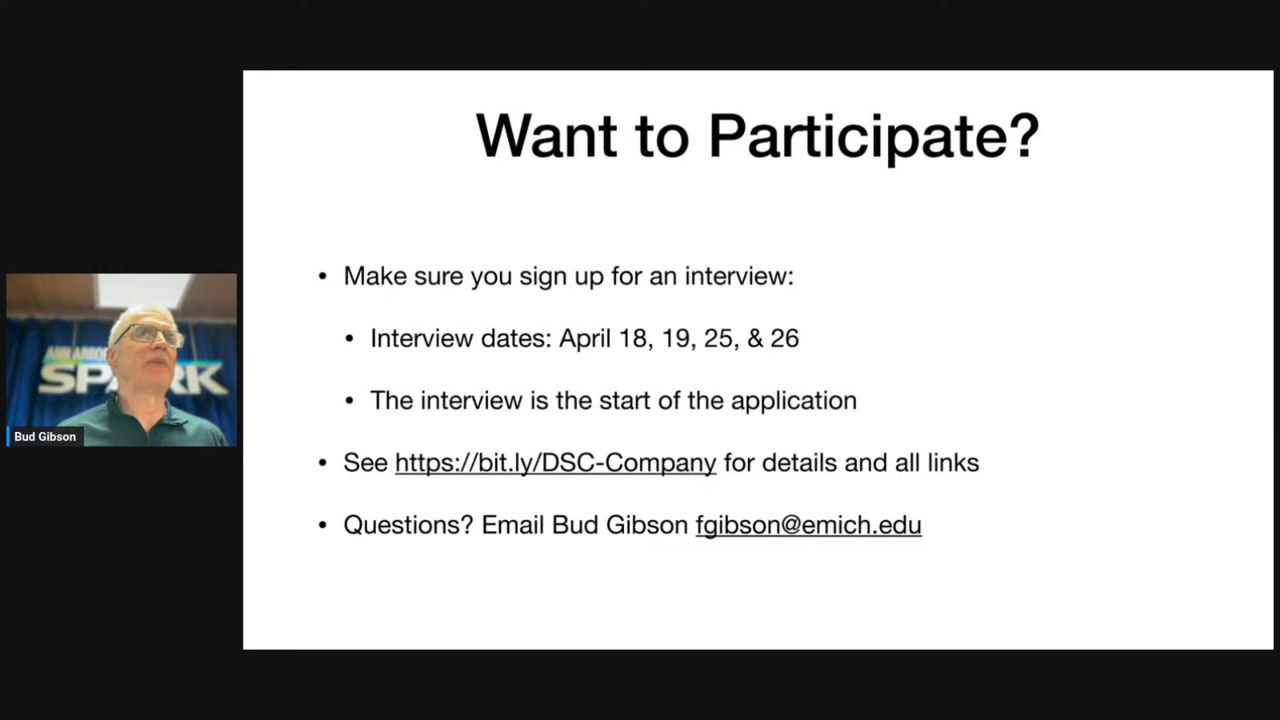 Want to Participate?
• Make sure you sign up for an interview:
• Interview dates: April 18, 19, 25, & 26
• The interview is the start of the application
• See https://bit.ly/DSC-Company for details and all links
• Questions? Email Bud Gibson fgibson@emich.edu
ANN ARBOR
SPARK
Bud Gibson